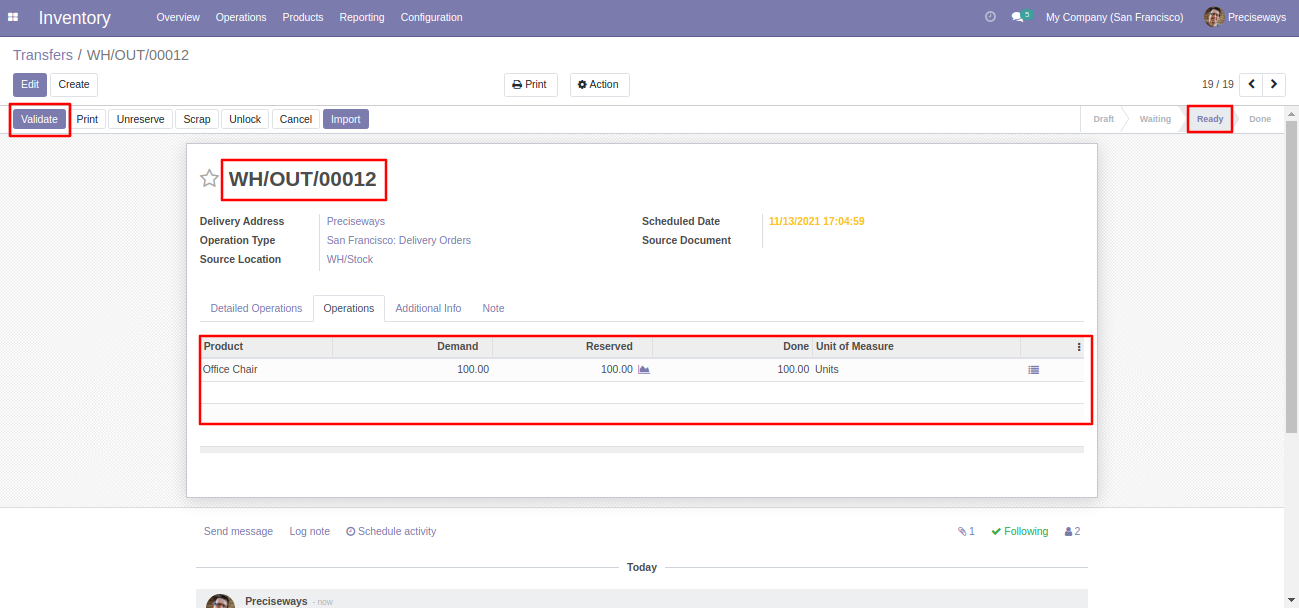 Inventory Overview Operations Products Reporting Configuration 5 My Company (San Francisco) Preciseways
Transfers / WH/OUT/00012
Edit Create Print Action 19 / 19
Validate Print Unreserve Scrap Unlock Cancel Import Draft Waiting Ready Done
WH/OUT/00012
Delivery Address Preciseways Scheduled Date 11/13/2021 17:04:59
Operation Type San Francisco: Delivery Orders Source Document
Source Location WH/Stock
Detailed Operations Operations Additional Info Note
Product Demand Reserved Done Unit of Measure
Office Chair 100.00 100.00 100.00 Units
Send message Log note Schedule activity 1 Following 2
Today
Preciseways - now